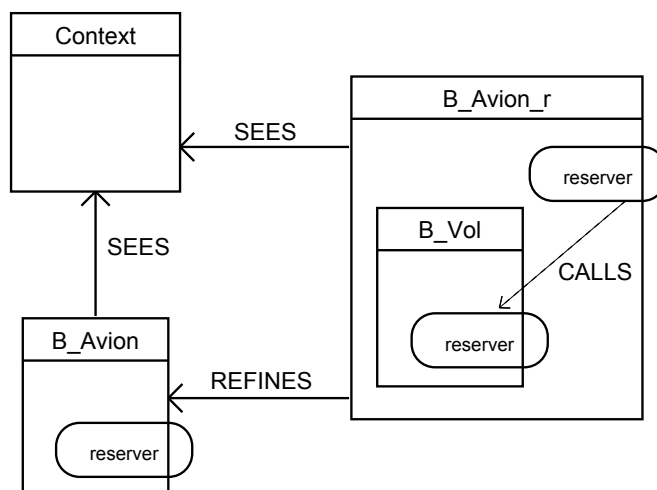 Context
B_Avion_r
SEES
reserver
B_Vol
SEES
CALLS
B_Avion
reserver
REFINES
reserver